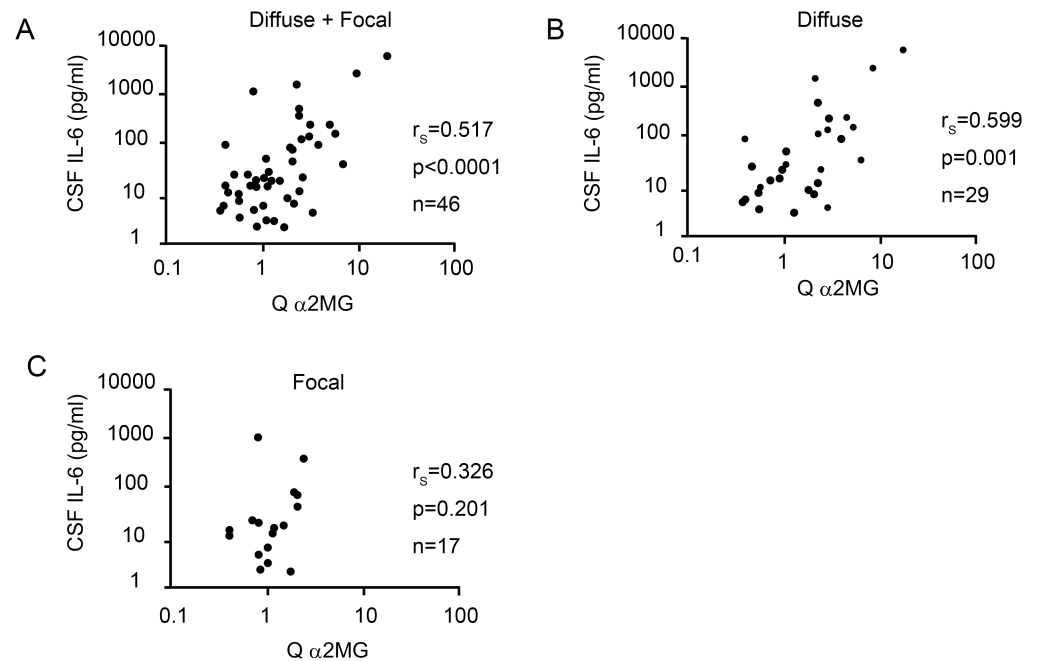 A
Diffuse + Focal
CSF IL-6 (pg/ml)
10000
1000
100
10
1
0.1 1 10 100
Q α2MG
rS=0.517
p<0.0001
n=46
B
Diffuse
CSF IL-6 (pg/ml)
10000
1000
100
10
1
0.1 1 10 100
Q α2MG
rS=0.599
p=0.001
n=29
C
Focal
CSF IL-6 (pg/ml)
10000
1000
100
10
1
0.1 1 10 100
Q α2MG
rS=0.326
p=0.201
n=17